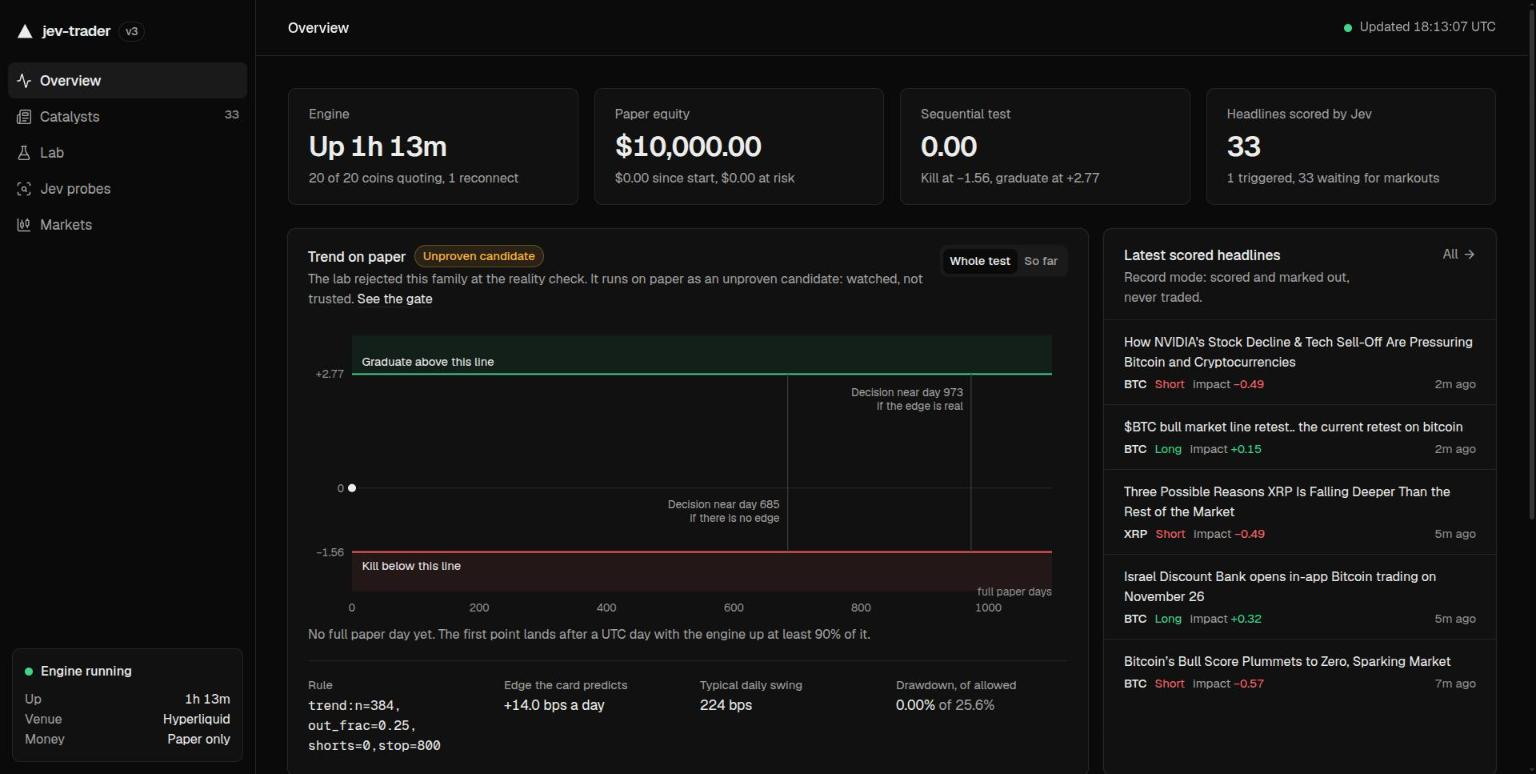 jev-trader v3
Overview
Catalysts 33
Lab
Jev probes
Markets
Engine running
Up 1h 13m
Venue Hyperliquid
Money Paper only
Overview
Updated 18:13:07 UTC
Engine
Up 1h 13m
20 of 20 coins quoting, 1 reconnect
Paper equity
$10,000.00
$0.00 since start, $0.00 at risk
Sequential test
0.00
Kill at −1.56, graduate at +2.77
Headlines scored by Jev
33
1 triggered, 33 waiting for markouts
Trend on paper Unproven candidate
Whole test So far
The lab rejected this family at the reality check. It runs on paper as an unproven candidate: watched, not
trusted. See the gate
Graduate above this line
+2.77
Decision near day 973
if the edge is real
0
Decision near day 685
if there is no edge
−1.56
Kill below this line
full paper days
0 200 400 600 800 1000
No full paper day yet. The first point lands after a UTC day with the engine up at least 90% of it.
Rule
trend:n=384,
out_frac=0.25,
shorts=0,stop=800
Edge the card predicts
+14.0 bps a day
Typical daily swing
224 bps
Drawdown, of allowed
0.00% of 25.6%
Latest scored headlines All →
Record mode: scored and marked out,
never traded.
How NVIDIA's Stock Decline & Tech Sell-Off Are Pressuring
Bitcoin and Cryptocurrencies
BTC Short Impact −0.49 2m ago
$BTC bull market line retest.. the current retest on bitcoin
BTC Long Impact +0.15 2m ago
Three Possible Reasons XRP Is Falling Deeper Than the
Rest of the Market
XRP Short Impact −0.49 5m ago
Israel Discount Bank opens in-app Bitcoin trading on
November 26
BTC Long Impact +0.32 5m ago
Bitcoin's Bull Score Plummets to Zero, Sparking Market
BTC Short Impact −0.57 7m ago